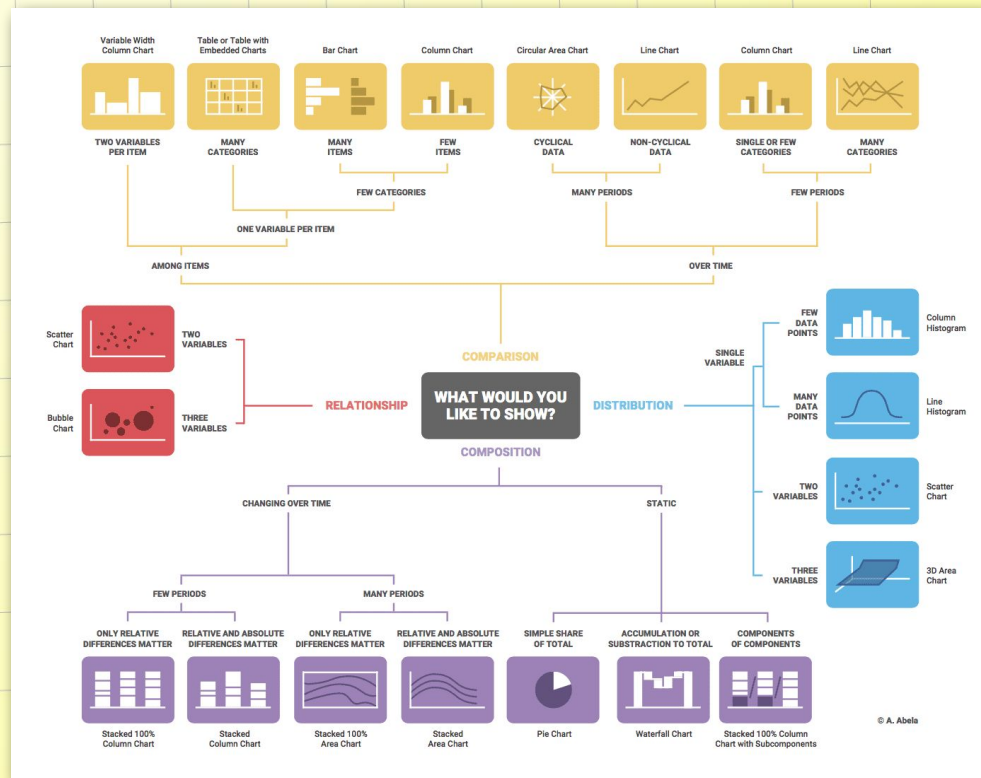 Variable Width
Column Chart
Table or Table with
Embedded Charts
Bar Chart
Column Chart
Circular Area Chart
Line Chart
Column Chart
Line Chart
TWO VARIABLES
PER ITEM
MANY
CATEGORIES
MANY
ITEMS
FEW
ITEMS
CYCLICAL
DATA
NON-CYCLICAL
DATA
SINGLE OR FEW
CATEGORIES
MANY
CATEGORIES
FEW CATEGORIES
MANY PERIODS
FEW PERIODS
ONE VARIABLE PER ITEM
AMONG ITEMS
OVER TIME
COMPARISON
WHAT WOULD YOU
LIKE TO SHOW?
RELATIONSHIP
TWO
VARIABLES
Scatter
Chart
THREE
VARIABLES
Bubble
Chart
DISTRIBUTION
SINGLE
VARIABLE
FEW
DATA
POINTS
Column
Histogram
MANY
DATA
POINTS
Line
Histogram
TWO
VARIABLES
Scatter
Chart
THREE
VARIABLES
3D Area
Chart
COMPOSITION
CHANGING OVER TIME
STATIC
FEW PERIODS
MANY PERIODS
ONLY RELATIVE
DIFFERENCES MATTER
RELATIVE AND ABSOLUTE
DIFFERENCES MATTER
ONLY RELATIVE
DIFFERENCES MATTER
RELATIVE AND ABSOLUTE
DIFFERENCES MATTER
SIMPLE SHARE
OF TOTAL
ACCUMULATION OR
SUBSTRACTION TO TOTAL
COMPONENTS
OF COMPONENTS
Stacked 100%
Column Chart
Stacked
Column Chart
Stacked 100%
Area Chart
Stacked
Area Chart
Pie Chart
Waterfall Chart
Stacked 100% Column
Chart with Subcomponents
© A. Abela